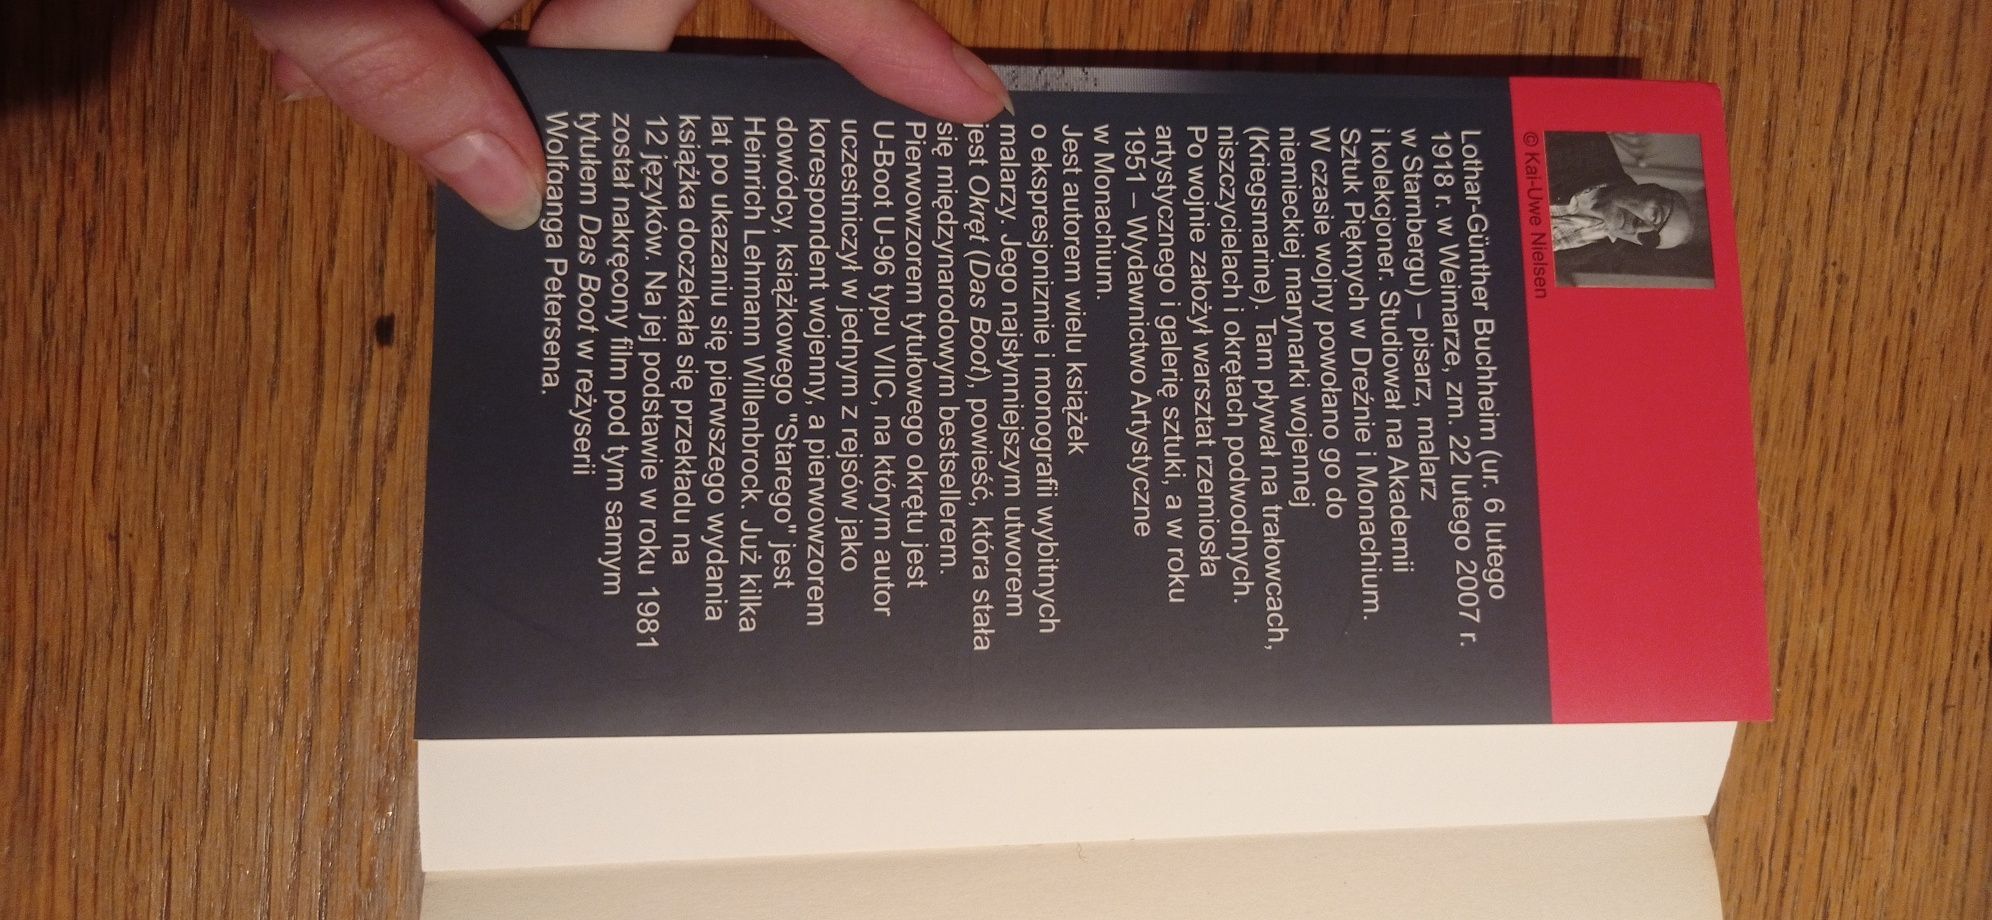 © Kai-Uwe Nielsen
Lothar-Günther Buchheim (ur. 6 lutego
1918 r. w Weimarze, zm. 22 lutego 2007 r.
w Starnbergu) – pisarz, malarz
i kolekcjoner. Studiował na Akademii
Sztuk Pięknych w Dreźnie i Monachium.
W czasie wojny powołano go do
niemieckiej marynarki wojennej
(Kriegsmarine). Tam pływał na trałowcach,
niszczycielach i okrętach podwodnych.
Po wojnie założył warsztat rzemiosła
artystycznego i galerię sztuki, a w roku
1951 – Wydawnictwo Artystyczne
w Monachium.
Jest autorem wielu książek
o ekspresjonizmie i monografii wybitnych
malarzy. Jego najsłynniejszym utworem
jest Okręt (Das Boot), powieść, która stała
się międzynarodowym bestsellerem.
Pierwowzorem tytułowego okrętu jest
U-Boot U-96 typu VIIC, na którym autor
uczestniczył w jednym z rejsów jako
korespondent wojenny, a pierwowzorem
dowódcy, książkowego "Starego" jest
Heinrich Lehmann Willenbrock. Już kilka
lat po ukazaniu się pierwszego wydania
książka doczekała się przekładu na
12 języków. Na jej podstawie w roku 1981
został nakręcony film pod tym samym
tytułem Das Boot w reżyserii
Wolfganga Petersena.